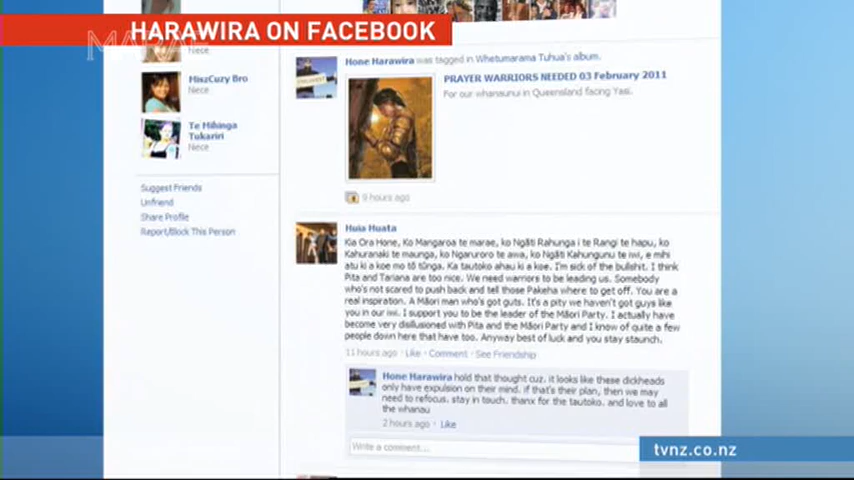 HARAWIRA ON FACEBOOK
MARAE
Niece
MiszCuzy Bro
Niece
Te Mihinga
Tukariri
Niece
Suggest Friends
Unfriend
Share Profile
Report/Block This Person
Hone Harawira was tagged in Whetumarama Tuhua's album.
PRAYER WARRIORS NEEDED 03 February 2011
For our whanaunui in Queensland facing Yasi.
9 hours ago
Huia Huata
Kia Ora Hone, Ko Mangaroa te marae, ko Ngāti Rahunga i te Rangi te hapu, ko
Kahuranaki te maunga, ko Ngaruroro te awa, ko Ngāti Kahungunu te iwi, e mihi
atu ki a koe mo tō tūnga. Ka tautoko ahau ki a koe. I'm sick of the bullshit. I think
Pita and Tariana are too nice. We need warriors to be leading us. Somebody
who's not scared to push back and tell those Pakeha where to get off. You are a
real inspiration. A Māori man who's got guts. It's a pity we haven't got guys like
you in our iwi. I support you to be the leader of the Māori Party. I actually have
become very disillusioned with Pita and the Māori Party and I know of quite a few
people down here that have too. Anyway best of luck and you stay staunch.
11 hours ago · Like · Comment · See Friendship
Hone Harawira hold that thought cuz. it looks like these dickheads
only have expulsion on their mind. if that's their plan, then we may
need to refocus. stay in touch. thanx for the tautoko. and love to all
the whanau
2 hours ago · Like
Write a comment...
tvnz.co.nz